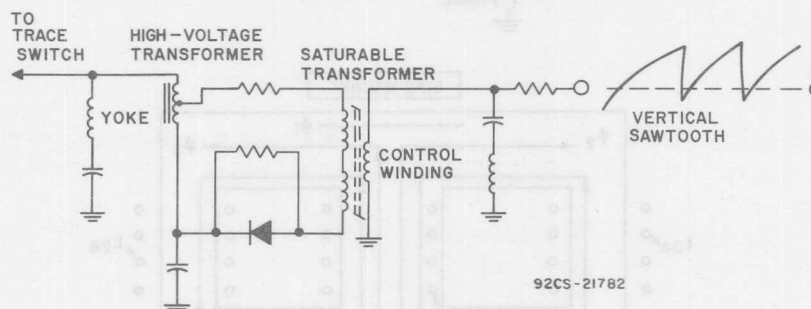 TO
TRACE
SWITCH
HIGH-VOLTAGE
TRANSFORMER
SATURABLE
TRANSFORMER
YOKE
CONTROL
WINDING
VERTICAL
SAWTOOTH
92CS-21782